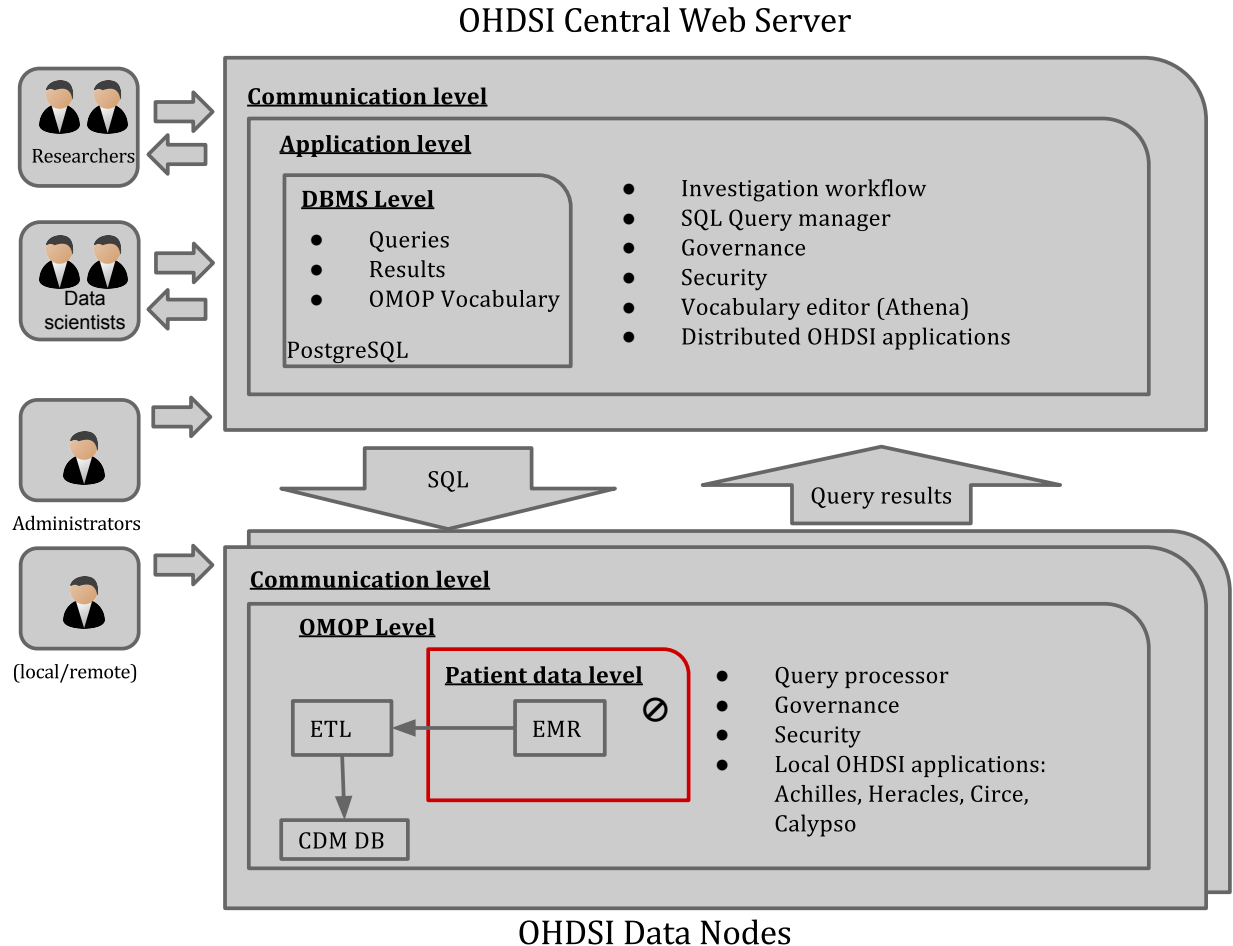 OHDSI Central Web Server
Communication level
Application level
DBMS Level
● Queries
● Results
● OMOP Vocabulary
PostgreSQL
● Investigation workflow
● SQL Query manager
● Governance
● Security
● Vocabulary editor (Athena)
● Distributed OHDSI applications
Researchers
Data
scientists
Administrators
(local/remote)
SQL
Query results
Communication level
OMOP Level
Patient data level
ETL
EMR
CDM DB
● Query processor
● Governance
● Security
● Local OHDSI applications:
Achilles, Heracles, Circe,
Calypso
OHDSI Data Nodes